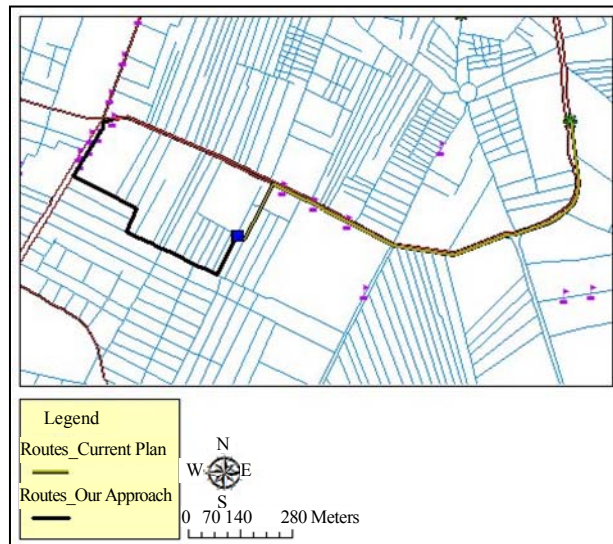 Legend
Routes_Current Plan
Routes_Our Approach
N
W E
S
0 70 140 280 Meters